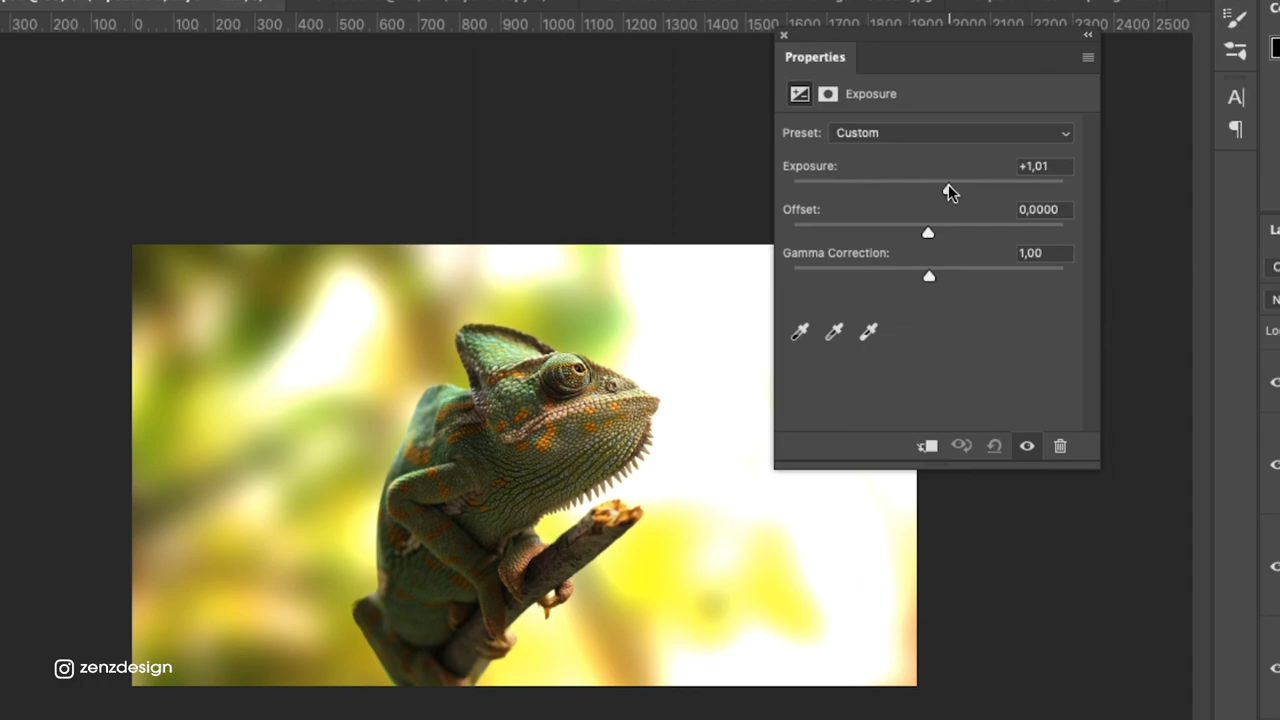 300 200 100 0 100 200 300 400 500 600 700 800 900 1000 1100 1200 1300 1400 1500 1600 1700 1800 1900 2000 2100 2200 2300 2400 2500
Properties
Exposure
Preset: Custom
Exposure: +1,01
Offset: 0,0000
Gamma Correction: 1,00
A|
¶
La
Lo
zenzdesign